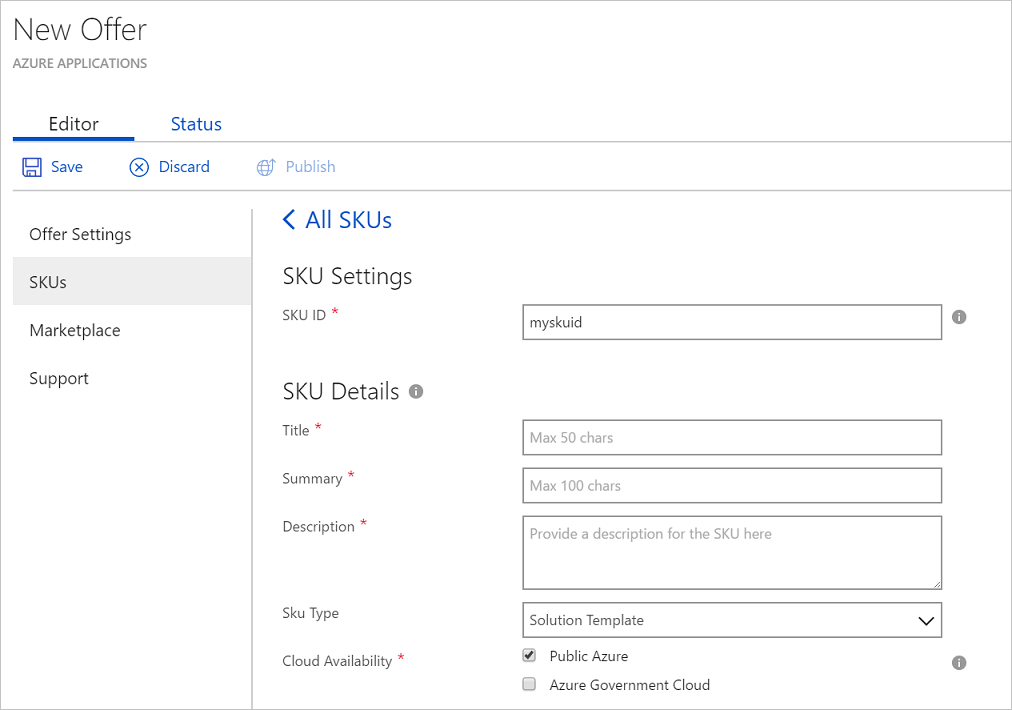 New Offer
AZURE APPLICATIONS
Editor Status
Save Discard Publish
Offer Settings
SKUs
Marketplace
Support
All SKUs
SKU Settings
SKU ID *
myskuid
SKU Details
Title *
Max 50 chars
Summary *
Max 100 chars
Description *
Provide a description for the SKU here
Sku Type
Solution Template
Cloud Availability *
Public Azure
Azure Government Cloud